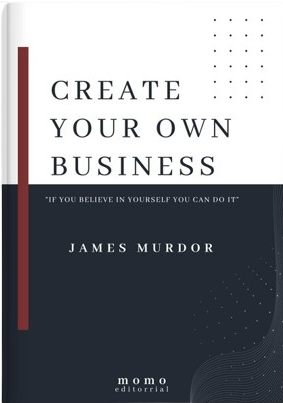 CREATE
YOUR OWN
BUSINESS
"IF YOU BELIEVE IN YOURSELF YOU CAN DO IT"
JAMES MURDOR
momo
editorrial